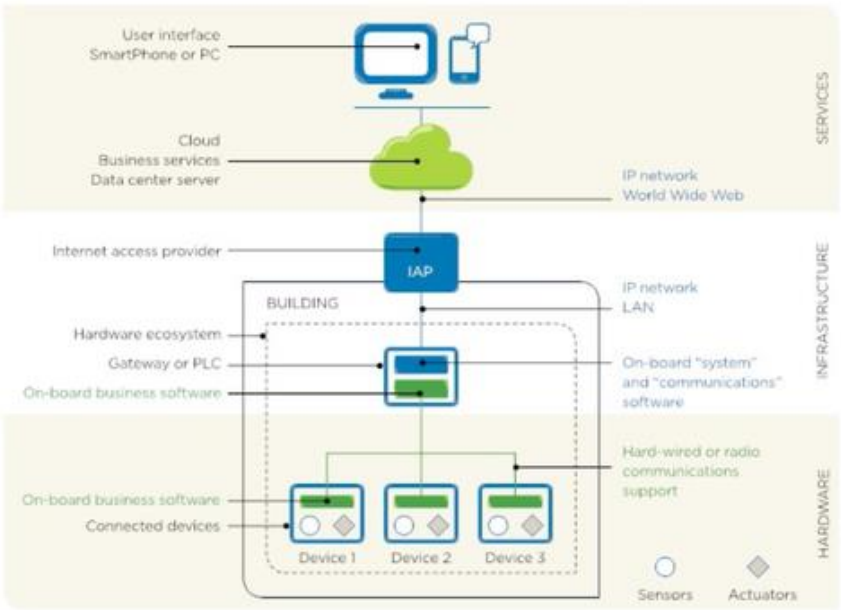 User interface
SmartPhone or PC
SERVICES
Cloud
Business services
Data center server
IP network
World Wide Web
Internet access provider
IAP
INFRASTRUCTURE
BUILDING
IP network
LAN
Hardware ecosystem
Gateway or PLC
On-board "system"
and "communications"
software
On-board business software
Hard-wired or radio
communications
support
HARDWARE
On-board business software
Connected devices
Device 1
Device 2
Device 3
Sensors
Actuators